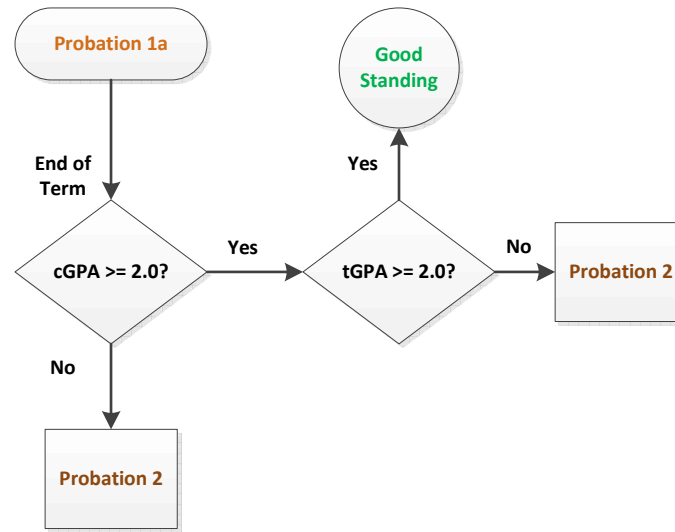 Probation 1a
Good
Standing
End of
Term
Yes
cGPA >= 2.0?
Yes
tGPA >= 2.0?
No
Probation 2
No
Probation 2